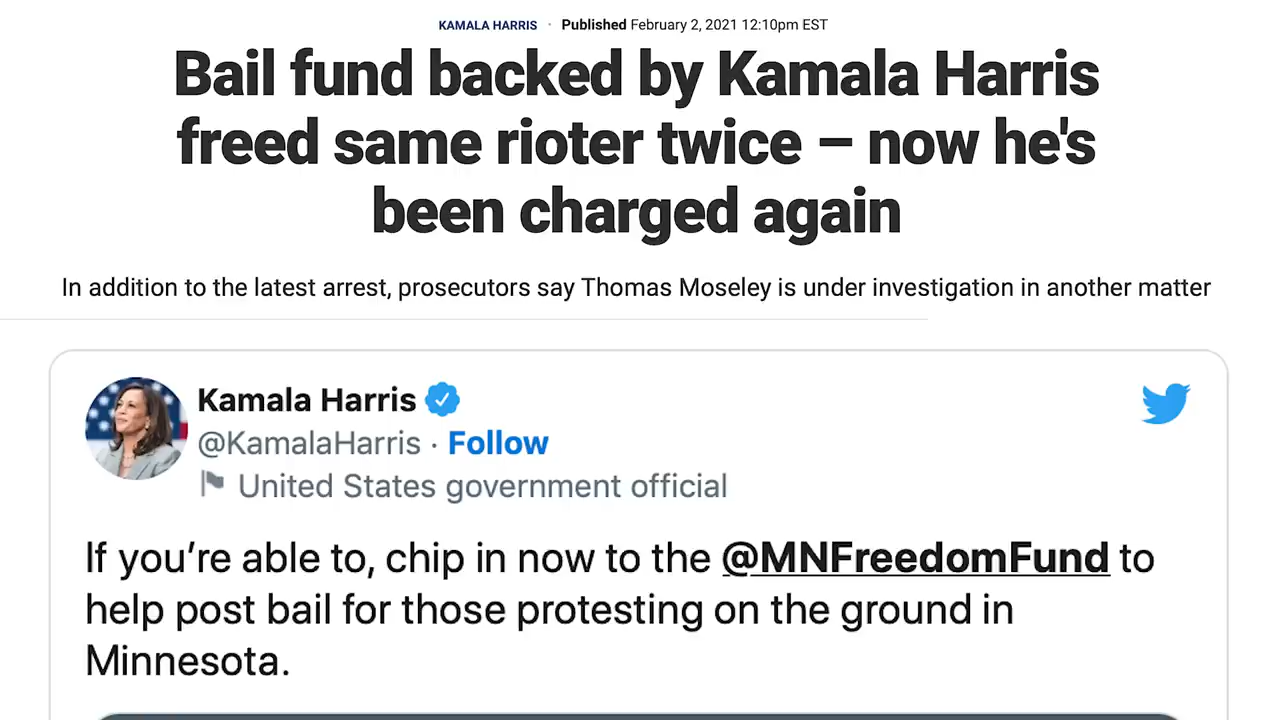 KAMALA HARRIS · Published February 2, 2021 12:10pm EST
Bail fund backed by Kamala Harris
freed same rioter twice – now he's
been charged again
In addition to the latest arrest, prosecutors say Thomas Moseley is under investigation in another matter
Kamala Harris
@KamalaHarris · Follow
United States government official
If you’re able to, chip in now to the @MNFreedomFund to
help post bail for those protesting on the ground in
Minnesota.